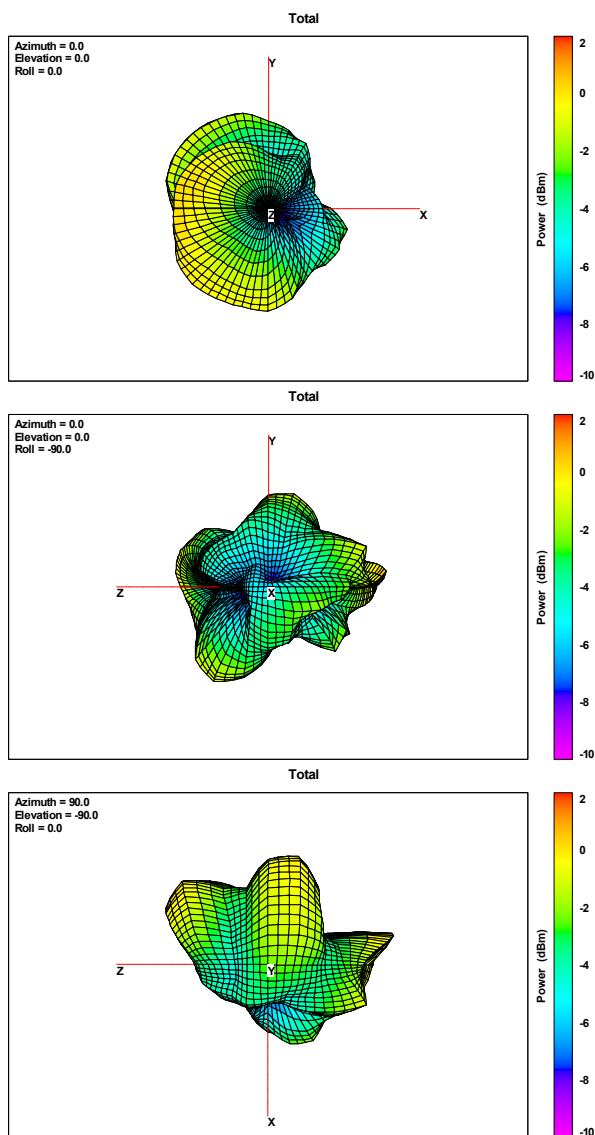 Total
Azimuth = 0.0
Elevation = 0.0
Roll = 0.0
Y
Z
X
2
0
-2
-4
-6
-8
-10
Power (dBm)
Total
Azimuth = 0.0
Elevation = 0.0
Roll = -90.0
Y
Z
X
2
0
-2
-4
-6
-8
-10
Power (dBm)
Total
Azimuth = 90.0
Elevation = -90.0
Roll = 0.0
Z
Y
X
2
0
-2
-4
-6
-8
-10
Power (dBm)